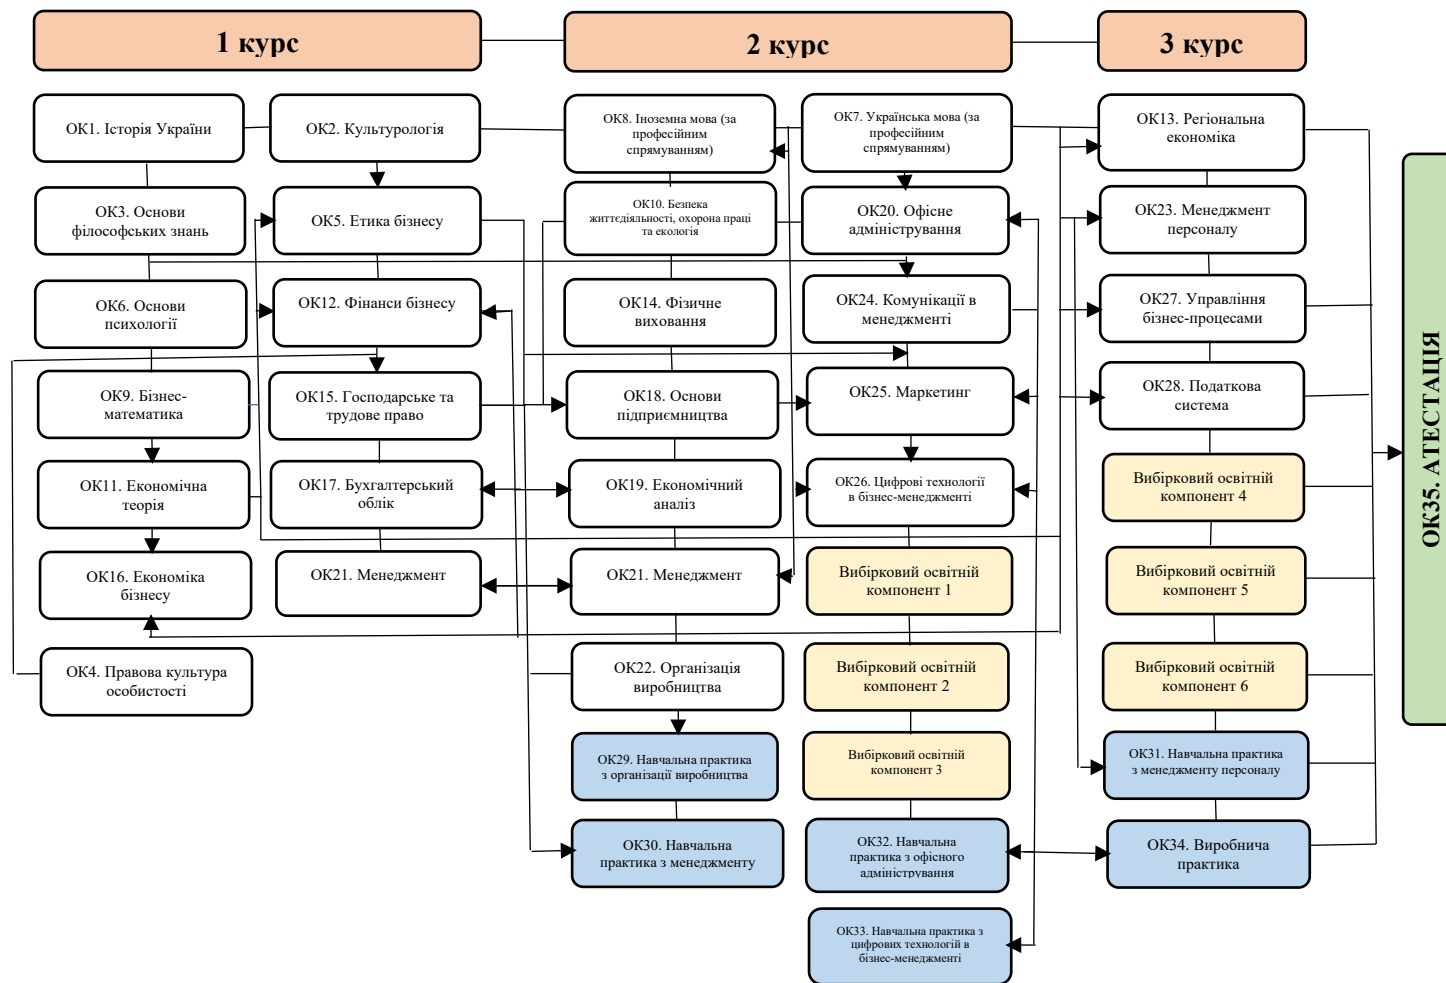 1 курс
2 курс
3 курс
ОК1. Історія України
ОК3. Основи
філософських знань
ОК6. Основи
психології
ОК9. Бізнес-
математика
ОК11. Економічна
теорія
ОК16. Економіка
бізнесу
ОК4. Правова культура
особистості
ОК2. Культурологія
ОК5. Етика бізнесу
ОК12. Фінанси бізнесу
ОК15. Господарське та
трудове право
ОК17. Бухгалтерський
облік
ОК21. Менеджмент
ОК8. Іноземна мова (за
професійним
спрямуванням)
ОК10. Безпека
життєдіяльності, охорона праці
та екологія
ОК14. Фізичне
виховання
ОК18. Основи
підприємництва
ОК19. Економічний
аналіз
ОК21. Менеджмент
ОК22. Організація
виробництва
ОК29. Навчальна практика
з організації виробництва
ОК30. Навчальна
практика з менеджменту
ОК7. Українська мова (за
професійним
спрямуванням)
ОК20. Офісне
адміністрування
ОК24. Комунікації в
менеджменті
ОК25. Маркетинг
ОК26. Цифрові технології
в бізнес-менеджменті
Вибірковий освітній
компонент 1
Вибірковий освітній
компонент 2
Вибірковий освітній
компонент 3
ОК32. Навчальна
практика з офісного
адміністрування
ОК33. Навчальна практика з
цифрових технологій в
бізнес-менеджменті
ОК13. Регіональна
економіка
ОК23. Менеджмент
персоналу
ОК27. Управління
бізнес-процесами
ОК28. Податкова
система
Вибірковий освітній
компонент 4
Вибірковий освітній
компонент 5
Вибірковий освітній
компонент 6
ОК31. Навчальна практика
з менеджменту персоналу
ОК34. Виробнича
практика
ОК35. АТЕСТАЦІЯ